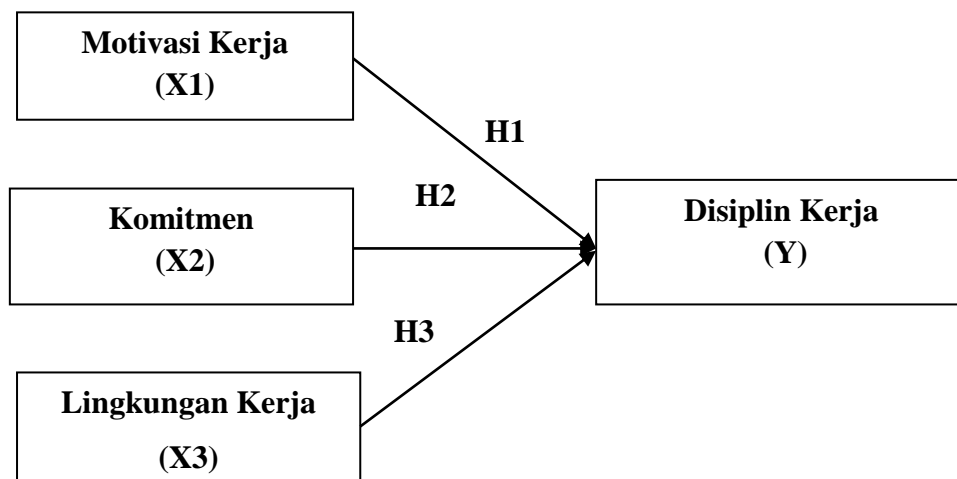 Motivasi Kerja
(X1)
H1
H2
Komitmen
(X2)
Disiplin Kerja
(Y)
H3
Lingkungan Kerja
(X3)